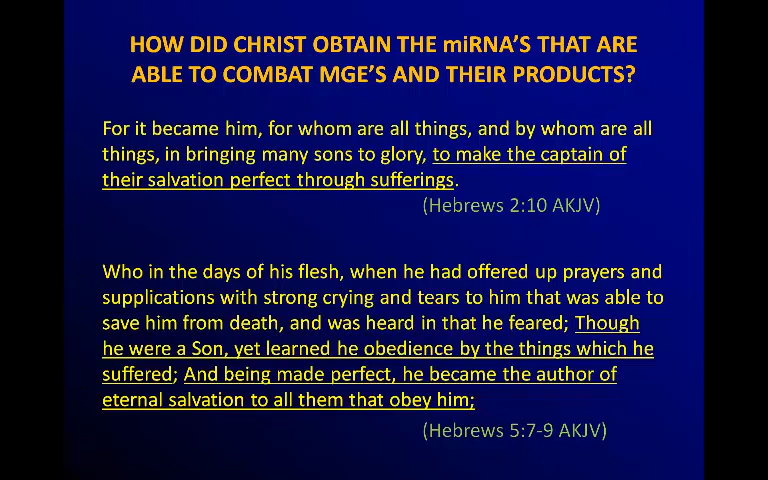 HOW DID CHRIST OBTAIN THE miRNA'S THAT ARE
ABLE TO COMBAT MGE'S AND THEIR PRODUCTS?
For it became him, for whom are all things, and by whom are all
things, in bringing many sons to glory, to make the captain of
their salvation perfect through sufferings.
(Hebrews 2:10 AKJV)
Who in the days of his flesh, when he had offered up prayers and
supplications with strong crying and tears to him that was able to
save him from death, and was heard in that he feared; Though
he were a Son, yet learned he obedience by the things which he
suffered; And being made perfect, he became the author of
eternal salvation to all them that obey him;
(Hebrews 5:7-9 AKJV)